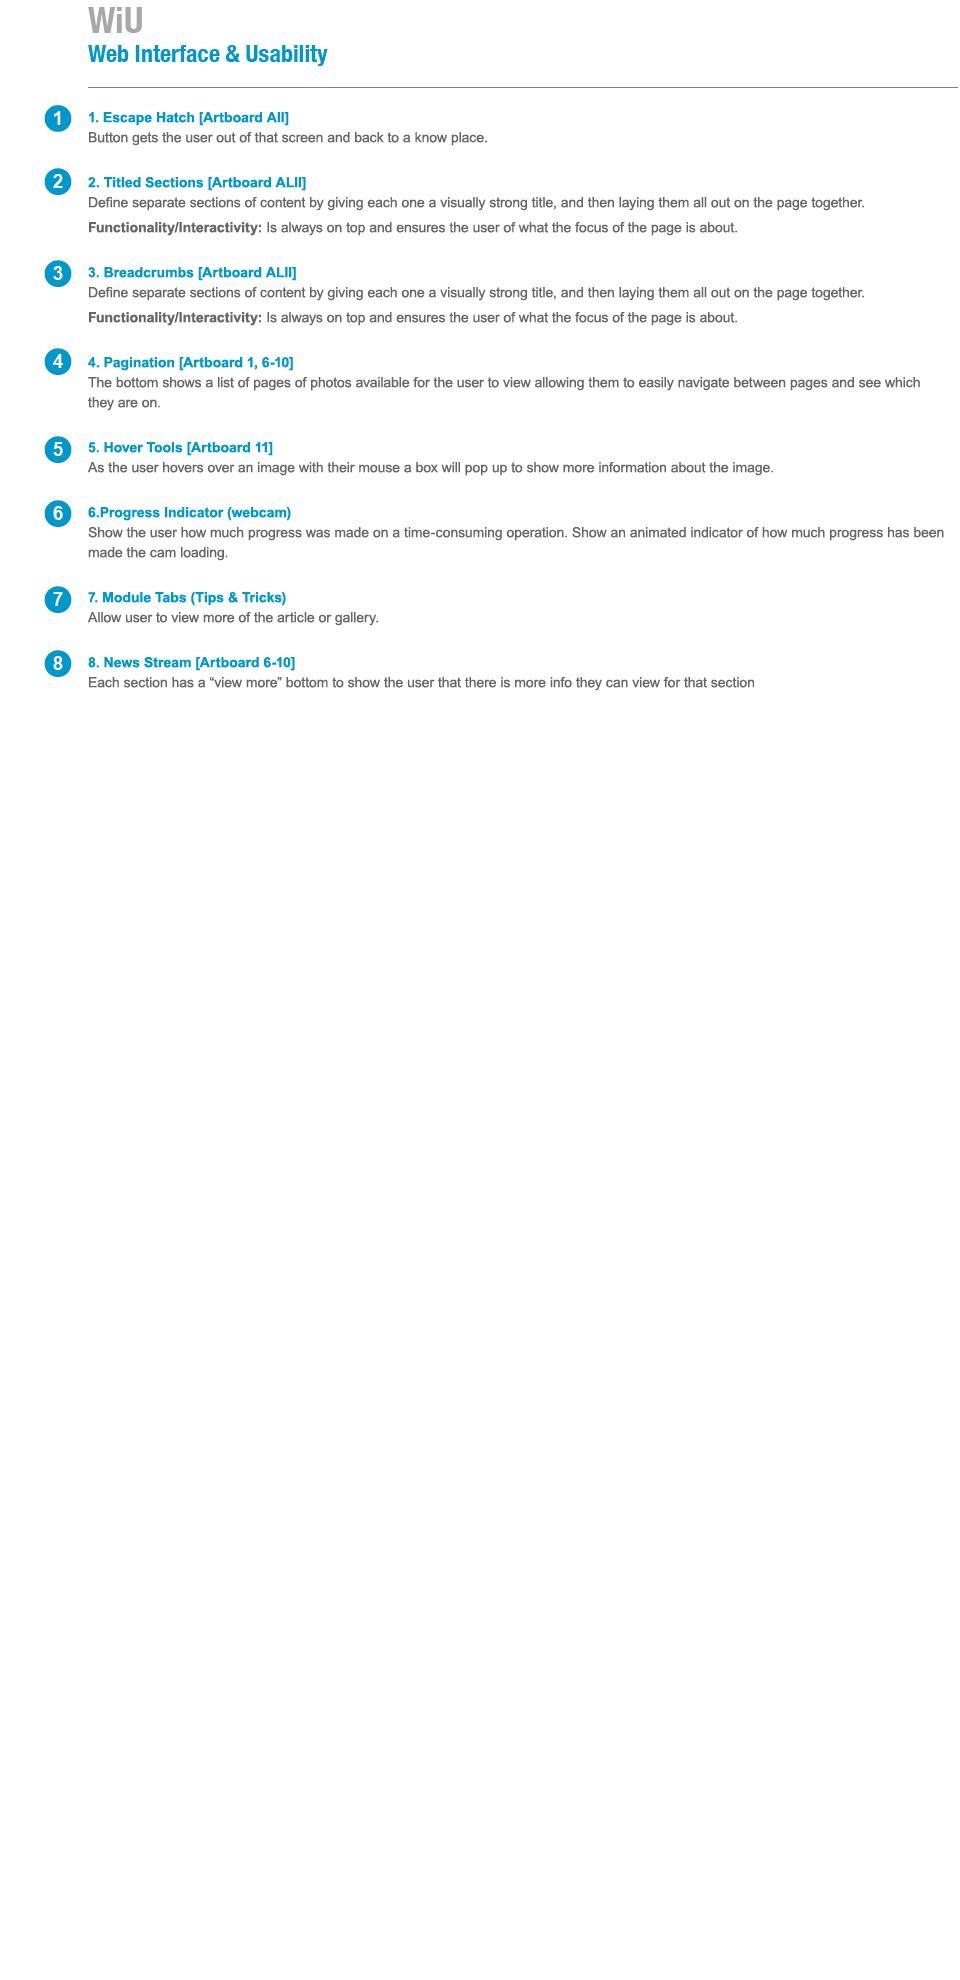 WiU
Web Interface & Usability
1
1. Escape Hatch [Artboard All]
Button gets the user out of that screen and back to a know place.
2
2. Titled Sections [Artboard ALll]
Define separate sections of content by giving each one a visually strong title, and then laying them all out on the page together.
Functionality/Interactivity: Is always on top and ensures the user of what the focus of the page is about.
3
3. Breadcrumbs [Artboard ALll]
Define separate sections of content by giving each one a visually strong title, and then laying them all out on the page together.
Functionality/Interactivity: Is always on top and ensures the user of what the focus of the page is about.
4
4. Pagination [Artboard 1, 6-10]
The bottom shows a list of pages of photos available for the user to view allowing them to easily navigate between pages and see which
they are on.
5
5. Hover Tools [Artboard 11]
As the user hovers over an image with their mouse a box will pop up to show more information about the image.
6
6.Progress Indicator (webcam)
Show the user how much progress was made on a time-consuming operation. Show an animated indicator of how much progress has been
made the cam loading.
7
7. Module Tabs (Tips & Tricks)
Allow user to view more of the article or gallery.
8
8. News Stream [Artboard 6-10]
Each section has a “view more” bottom to show the user that there is more info they can view for that section